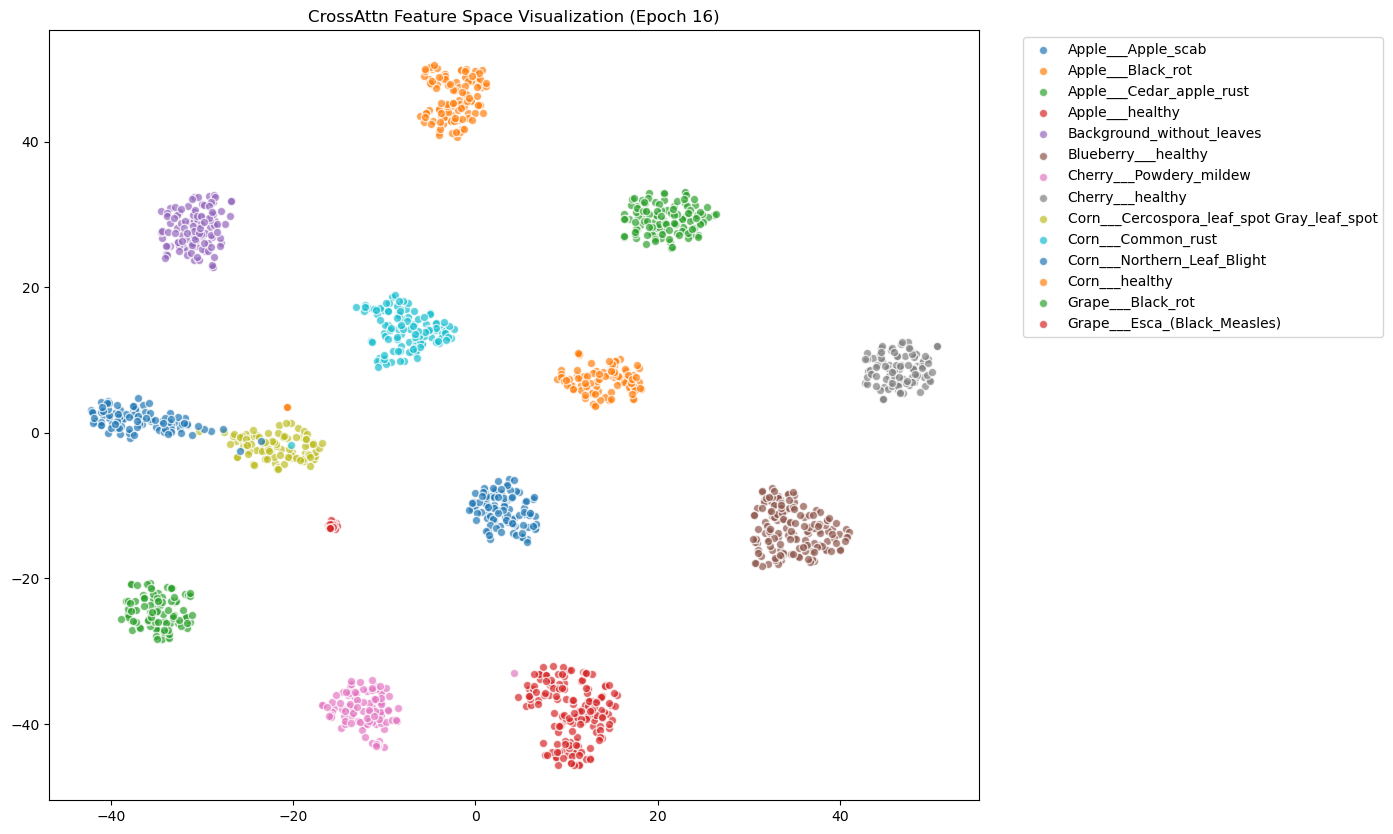 CrossAttn Feature Space Visualization (Epoch 16)
Apple___Apple_scab
Apple___Black_rot
Apple___Cedar_apple_rust
Apple___healthy
Background_without_leaves
Blueberry___healthy
Cherry___Powdery_mildew
Cherry___healthy
Corn___Cercospora_leaf_spot Gray_leaf_spot
Corn___Common_rust
Corn___Northern_Leaf_Blight
Corn___healthy
Grape___Black_rot
Grape___Esca_(Black_Measles)
40
20
0
−20
−40
−40
−20
0
20
40